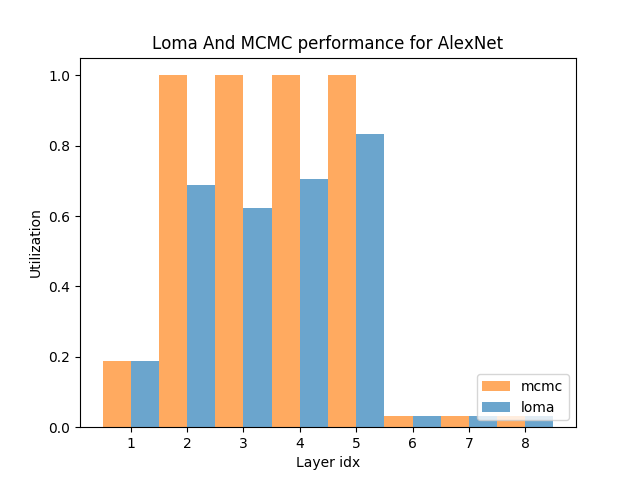 Loma And MCMC performance for AlexNet
1.0
0.8
0.6
0.4
0.2
0.0
Utilization
mcmc
loma
1 2 3 4 5 6 7 8
Layer idx